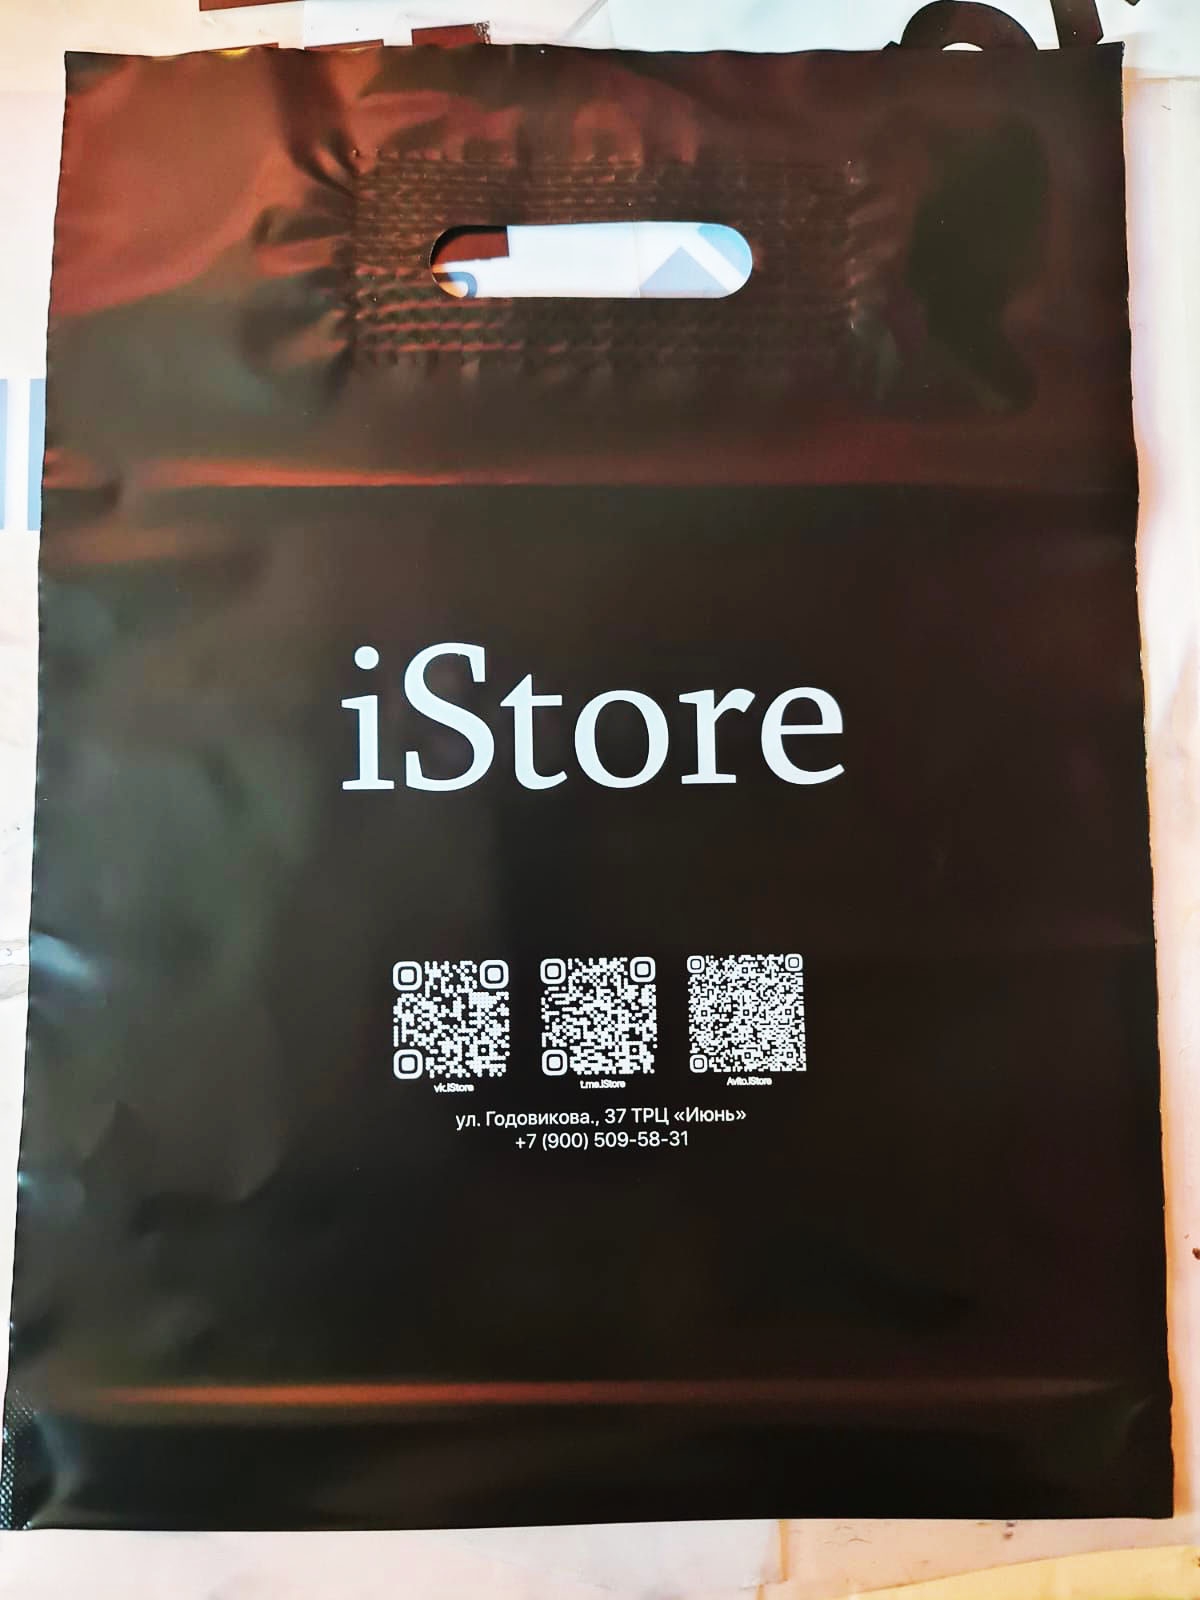 iStore
vk.iStore
t.me.iStore
Avito.iStore
ул. Годовикова., 37 ТРЦ «Июнь»
+7 (900) 509-58-31